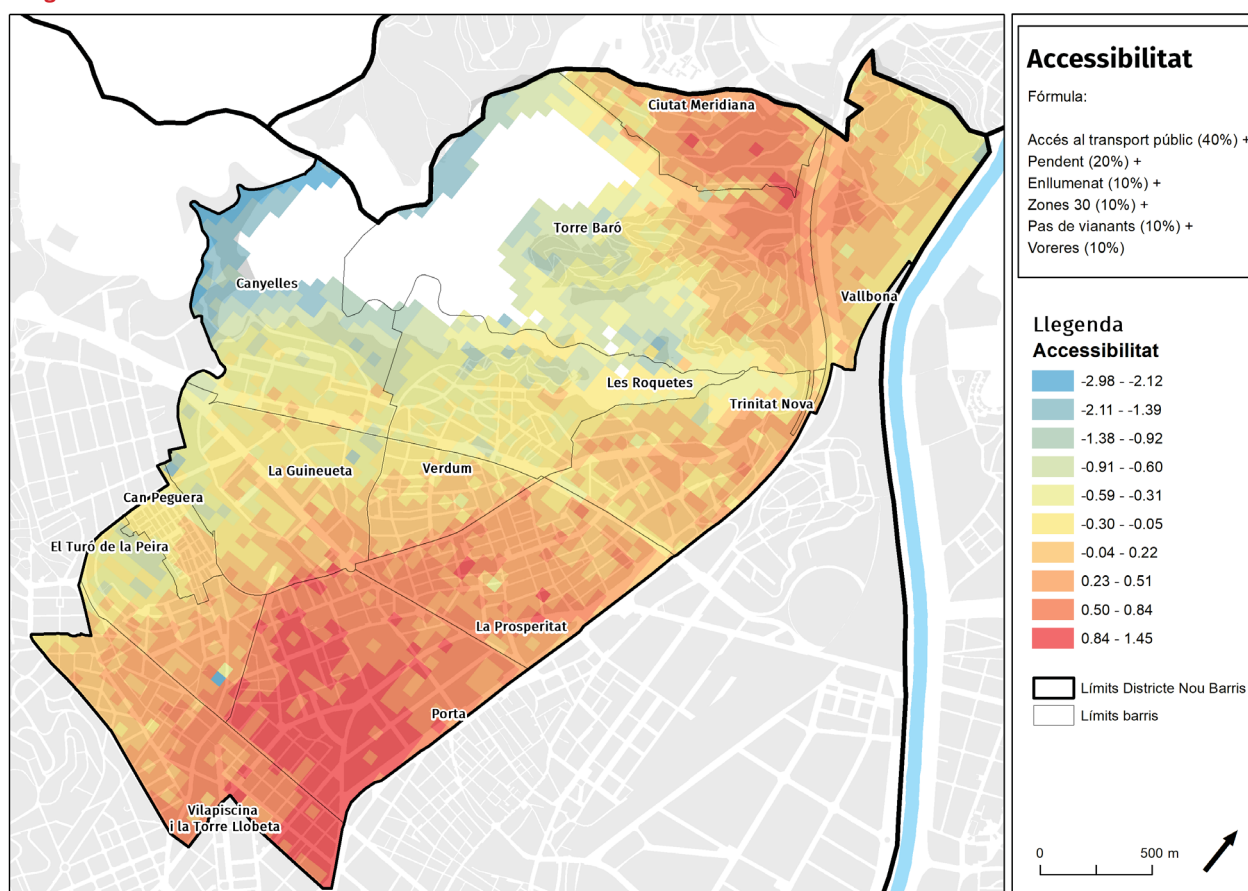 Ciutat Meridiana
Torre Baró
Canyelles
Vallbona
Les Roquetes
Trinitat Nova
La Guineueta
Verdum
Can Peguera
El Turó de la Peira
La Prosperitat
Porta
Vilapiscina
i la Torre Llobeta
Accessibilitat
Fórmula:
Accés al transport públic (40%) +
Pendent (20%) +
Enllumenat (10%) +
Zones 30 (10%) +
Pas de vianants (10%) +
Voreres (10%)
Llegenda
Accessibilitat
-2.98 - -2.12
-2.11 - -1.39
-1.38 - -0.92
-0.91 - -0.60
-0.59 - -0.31
-0.30 - -0.05
-0.04 - 0.22
0.23 - 0.51
0.50 - 0.84
0.84 - 1.45
Límits Districte Nou Barris
Límits barris
0 500 m